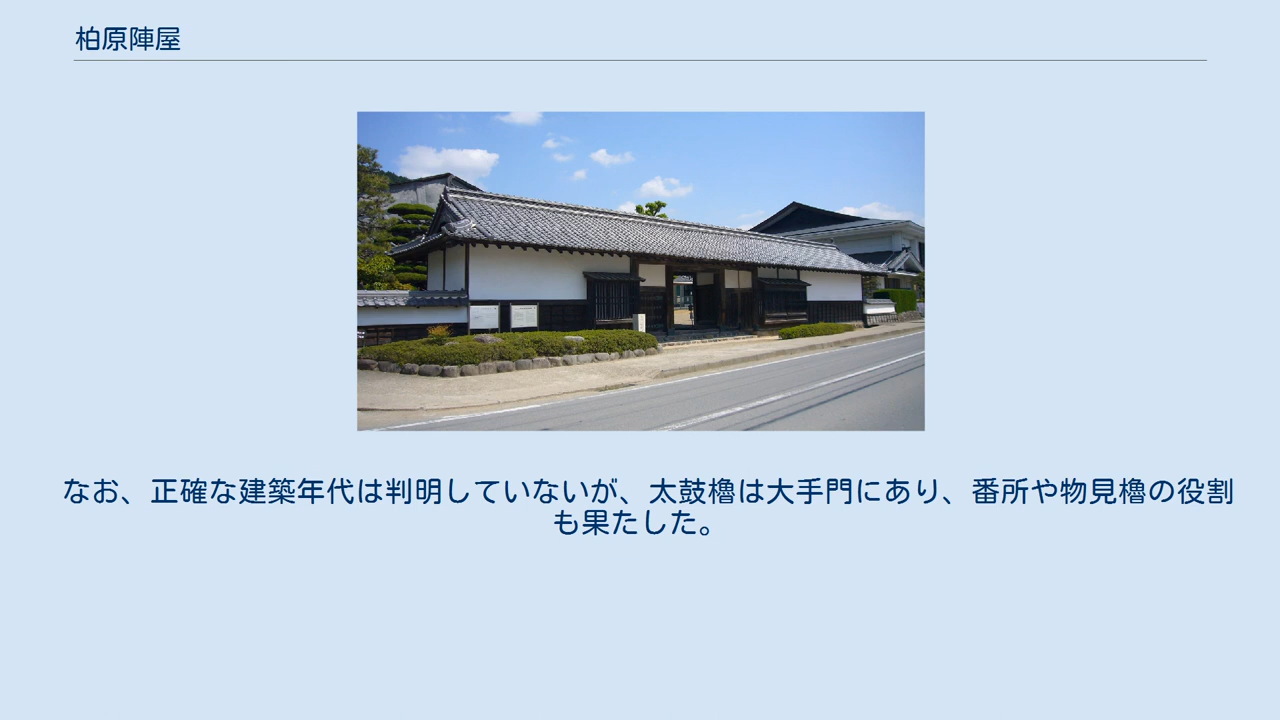 柏原陣屋
なお、正確な建築年代は判明していないが、太鼓櫓は大手門にあり、番所や物見櫓の役割
も果たした。